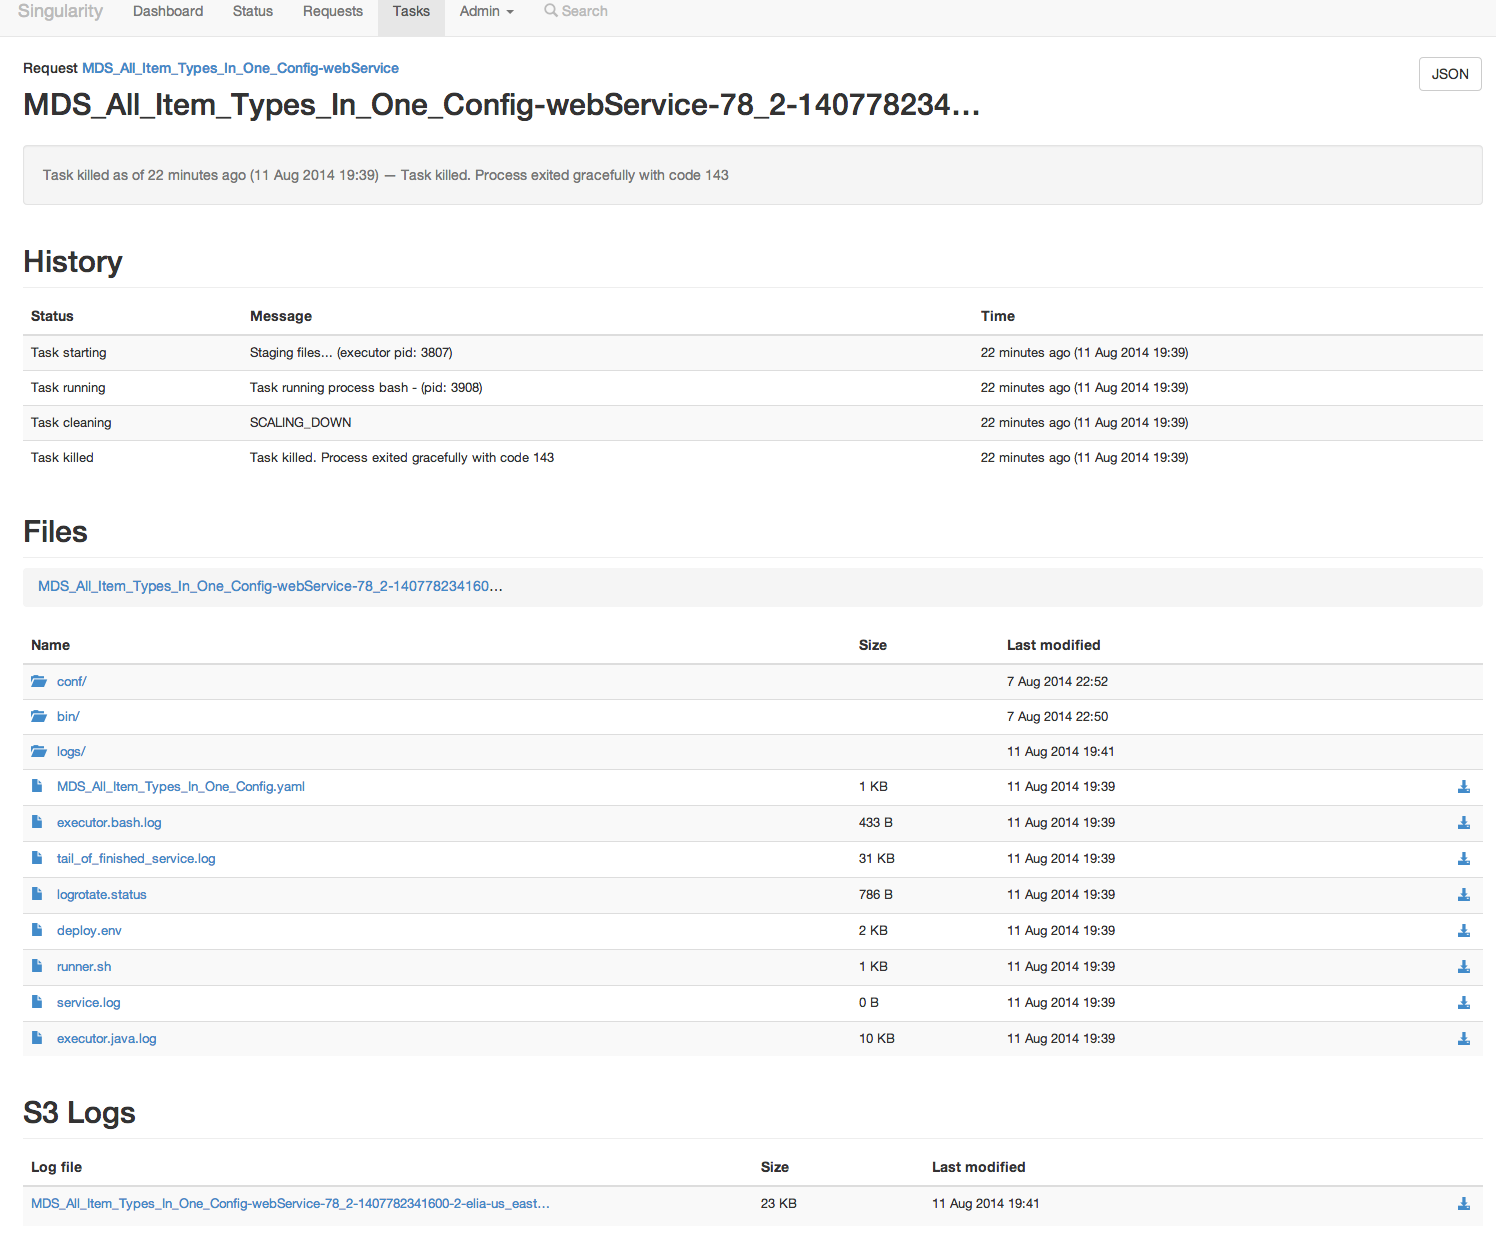 Singularity Dashboard Status Requests Tasks Admin Search
Request MDS_All_Item_Types_In_One_Config-webService
JSON
MDS_All_Item_Types_In_One_Config-webService-78_2-140778234...
Task killed as of 22 minutes ago (11 Aug 2014 19:39) — Task killed. Process exited gracefully with code 143
History
Status Message Time
Task starting Staging files... (executor pid: 3807) 22 minutes ago (11 Aug 2014 19:39)
Task running Task running process bash - (pid: 3908) 22 minutes ago (11 Aug 2014 19:39)
Task cleaning SCALING_DOWN 22 minutes ago (11 Aug 2014 19:39)
Task killed Task killed. Process exited gracefully with code 143 22 minutes ago (11 Aug 2014 19:39)
Files
MDS_All_Item_Types_In_One_Config-webService-78_2-140778234160...
Name Size Last modified
conf/ 7 Aug 2014 22:52
bin/ 7 Aug 2014 22:50
logs/ 11 Aug 2014 19:41
MDS_All_Item_Types_In_One_Config.yaml 1 KB 11 Aug 2014 19:39
executor.bash.log 433 B 11 Aug 2014 19:39
tail_of_finished_service.log 31 KB 11 Aug 2014 19:39
logrotate.status 786 B 11 Aug 2014 19:39
deploy.env 2 KB 11 Aug 2014 19:39
runner.sh 1 KB 11 Aug 2014 19:39
service.log 0 B 11 Aug 2014 19:39
executor.java.log 10 KB 11 Aug 2014 19:39
S3 Logs
Log file Size Last modified
MDS_All_Item_Types_In_One_Config-webService-78_2-1407782341600-2-elia-us_east... 23 KB 11 Aug 2014 19:41